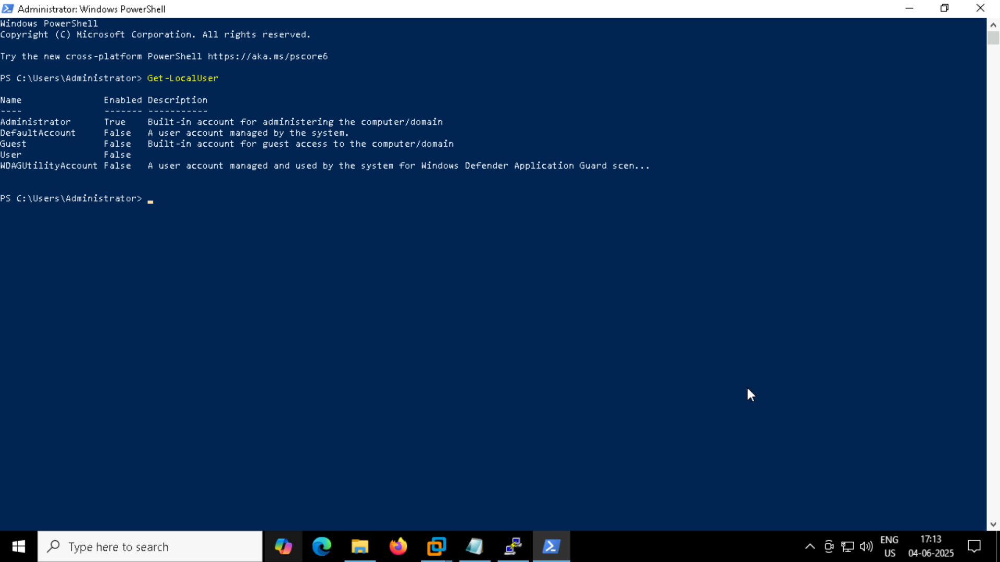 Administrator: Windows PowerShell
Windows PowerShell
Copyright (C) Microsoft Corporation. All rights reserved.
Try the new cross-platform PowerShell https://aka.ms/pscore6
PS C:\Users\Administrator> Get-LocalUser
Name Enabled Description
---- ------- -----------
Administrator True Built-in account for administering the computer/domain
DefaultAccount False A user account managed by the system.
Guest False Built-in account for guest access to the computer/domain
User False
WDAGUtilityAccount False A user account managed and used by the system for Windows Defender Application Guard scen...
PS C:\Users\Administrator>
Type here to search
ENG
US
17:13
04-06-2025